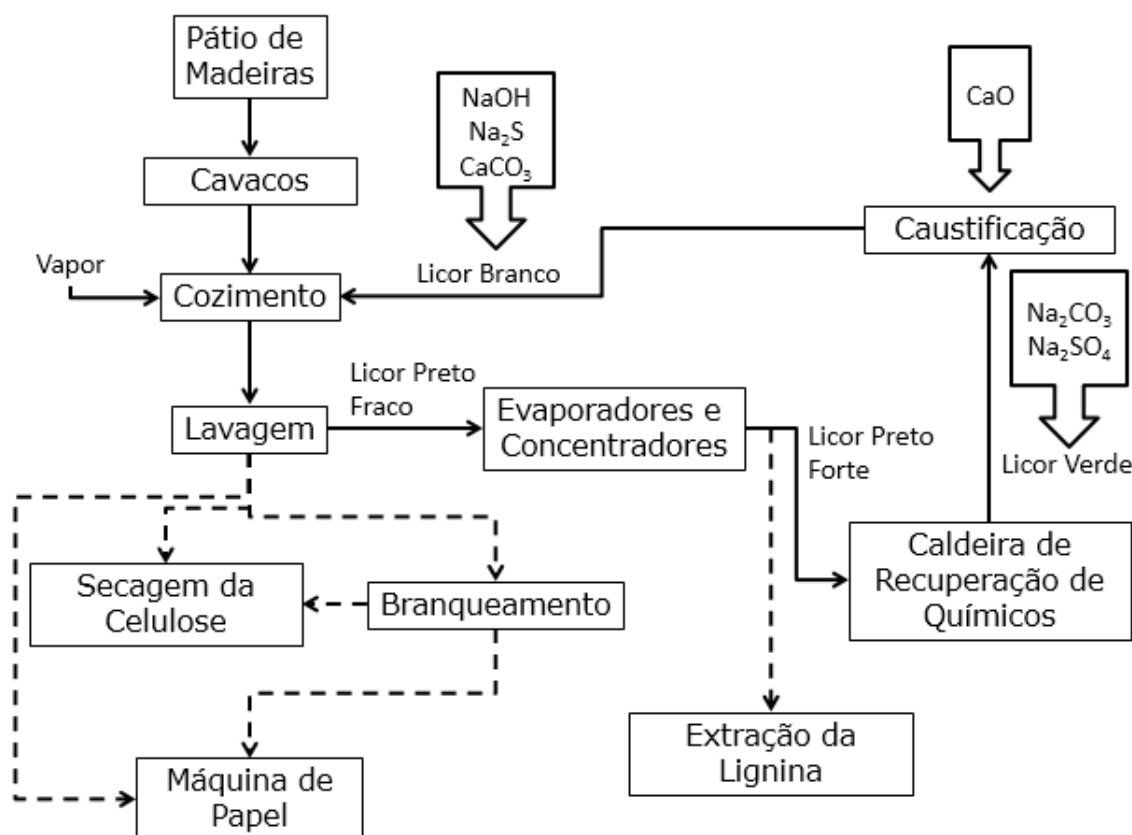 Pátio de
Madeiras
NaOH
Na₂S
CaCO₃
CaO
Cavacos
Caustificação
Vapor
Cozimento
Licor Branco
Na₂CO₃
Na₂SO₄
Licor Preto
Fraco
Lavagem
Evaporadores e
Concentradores
Licor Preto
Forte
Licor Verde
Caldeira de
Recuperação de
Químicos
Secagem da
Celulose
Branqueamento
Extração da
Lignina
Máquina de
Papel